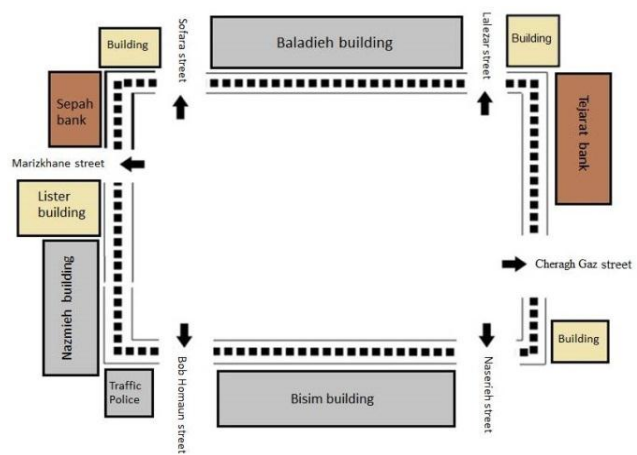 Building
Sofara street
Baladieh building
Lalezar street
Building
Sepah
bank
Tejarat bank
Marizkhane street
Lister
building
Nazmieh building
Cheragh Gaz street
Building
Traffic
Police
Bob Homaun street
Bisim building
Naserieh street